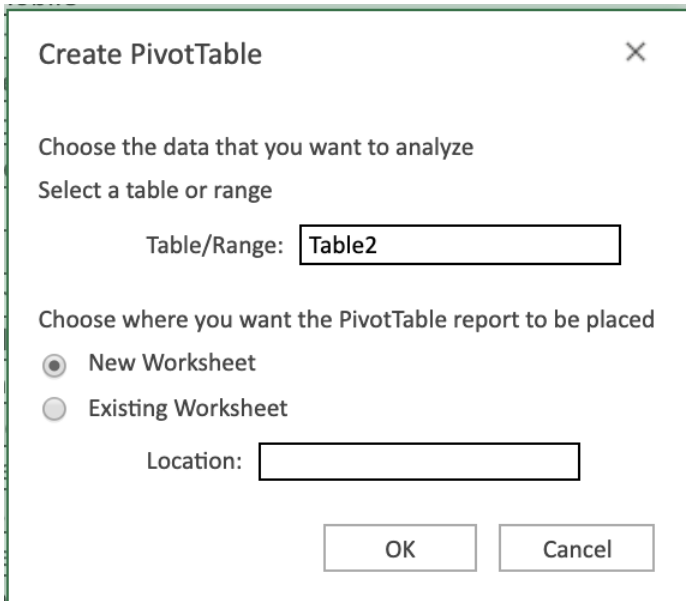 Create PivotTable
Choose the data that you want to analyze
Select a table or range
Table/Range: Table2
Choose where you want the PivotTable report to be placed
New Worksheet
Existing Worksheet
Location:
OK Cancel